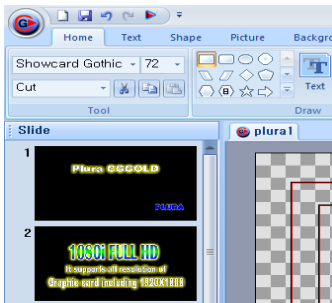 Home Text Shape Picture Backgro
Showcard Gothic 72
Cut
Text
Tool Draw
Slide plura1
1
Plura CGGOLD
PLURA
2
1080i FULL HD
It supports all resolution of
Graphic card including 1920X1080